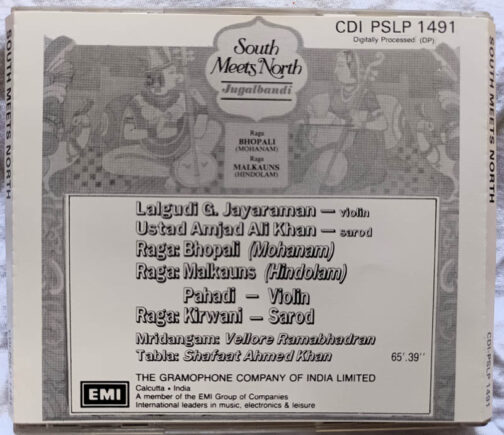 CDI PSLP 1491
Digitally Processed (DP)
South
Meets North
Jugalbandi
Raga
BHOPALI
(MOHANAM)
Raga
MALKAUNS
(HINDOLAM)
SOUTH MEETS NORTH
SOUTH MEETS NORTH
CDI-PSLP 1491
Lalgudi G. Jayaraman — violin
Ustad Amjad Ali Khan — sarod
Raga: Bhopali (Mohanam)
Raga: Malkauns (Hindolam)
Pahadi — Violin
Raga: Kirwani — Sarod
Mridangam: Vellore Ramabhadran
Tabla: Shafaat Ahmed Khan 65'.39"
EMI
THE GRAMOPHONE COMPANY OF INDIA LIMITED
Calcutta • India
A member of the EMI Group of Companies
International leaders in music, electronics & leisure